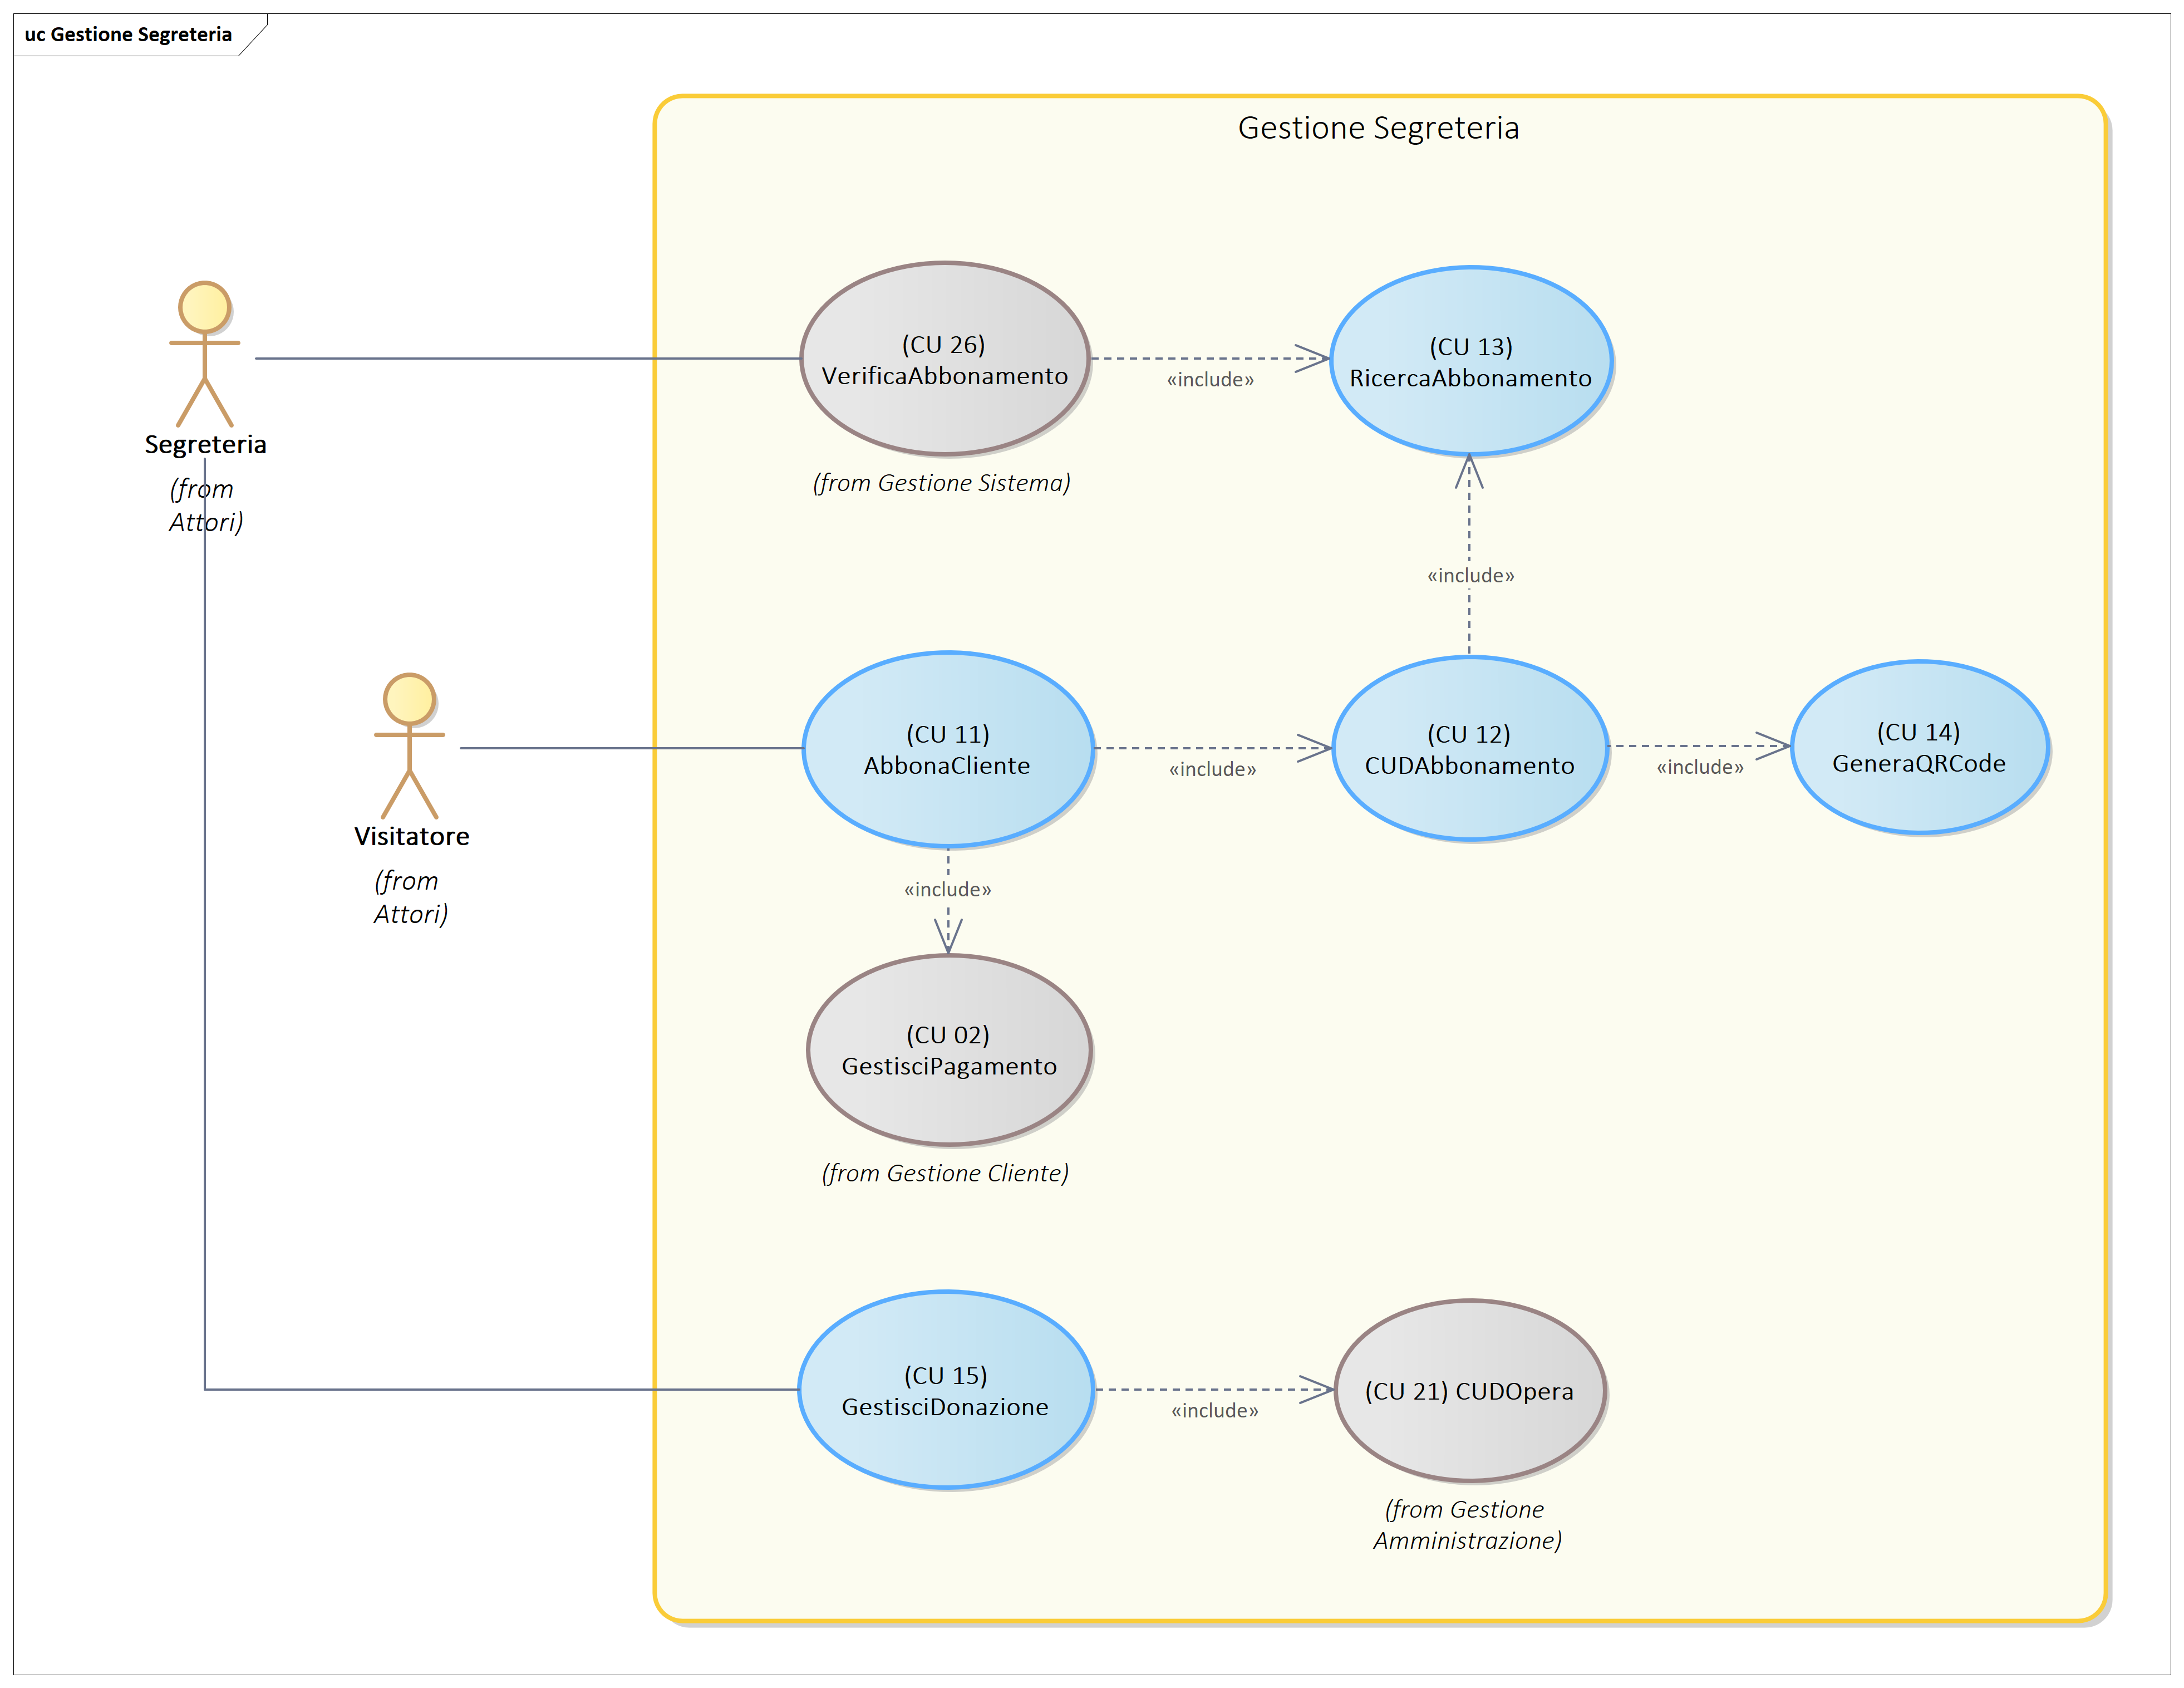 uc Gestione Segreteria
Gestione Segreteria
(CU 26)
VerificaAbbonamento
(from Gestione Sistema)
«include»
(CU 13)
RicercaAbbonamento
Segreteria
(from
Attori)
«include»
Visitatore
(from
Attori)
(CU 11)
AbbonaCliente
«include»
(CU 12)
CUDAbbonamento
«include»
(CU 14)
GeneraQRCode
«include»
(CU 02)
GestisciPagamento
(from Gestione Cliente)
(CU 15)
GestisciDonazione
«include»
(CU 21) CUDOpera
(from Gestione
Amministrazione)